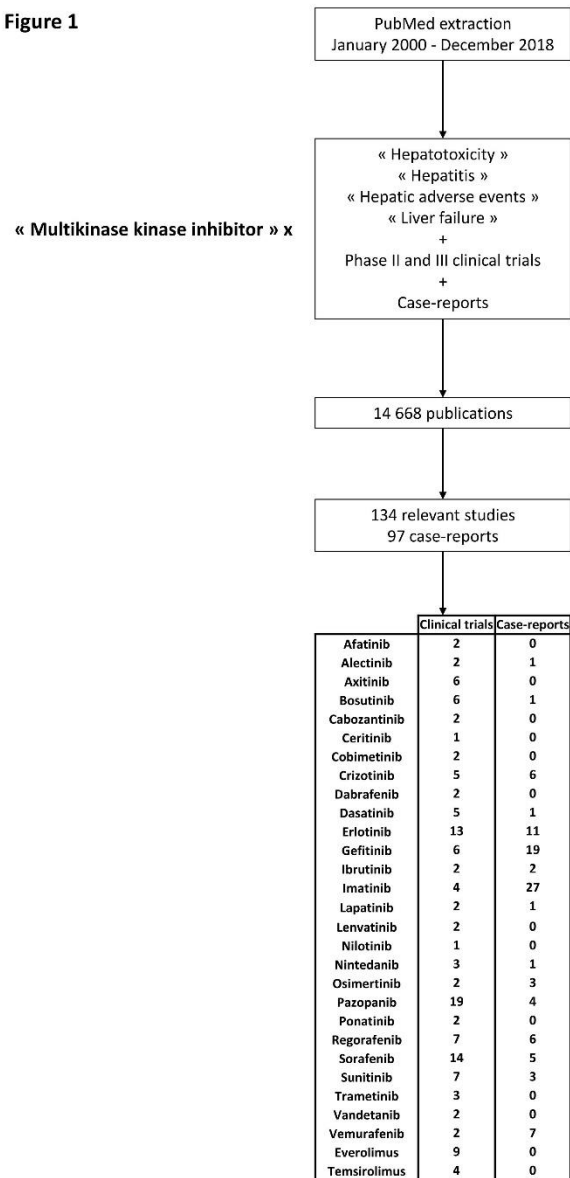 Figure 1
PubMed extraction
January 2000 - December 2018
« Multikinase kinase inhibitor » x
« Hepatotoxicity »
« Hepatitis »
« Hepatic adverse events »
« Liver failure »
+
Phase II and III clinical trials
+
Case-reports
14 668 publications
134 relevant studies
97 case-reports
Clinical trials Case-reports
Afatinib 2 0
Alectinib 2 1
Axitinib 6 0
Bosutinib 6 1
Cabozantinib 2 0
Ceritinib 1 0
Cobimetinib 2 0
Crizotinib 5 6
Dabrafenib 2 0
Dasatinib 5 1
Erlotinib 13 11
Gefitinib 6 19
Ibrutinib 2 2
Imatinib 4 27
Lapatinib 2 1
Lenvatinib 2 0
Nilotinib 1 0
Nintedanib 3 1
Osimertinib 2 3
Pazopanib 19 4
Ponatinib 2 0
Regorafenib 7 6
Sorafenib 14 5
Sunitinib 7 3
Trametinib 3 0
Vandetanib 2 0
Vemurafenib 2 7
Everolimus 9 0
Temsirolimus 4 0